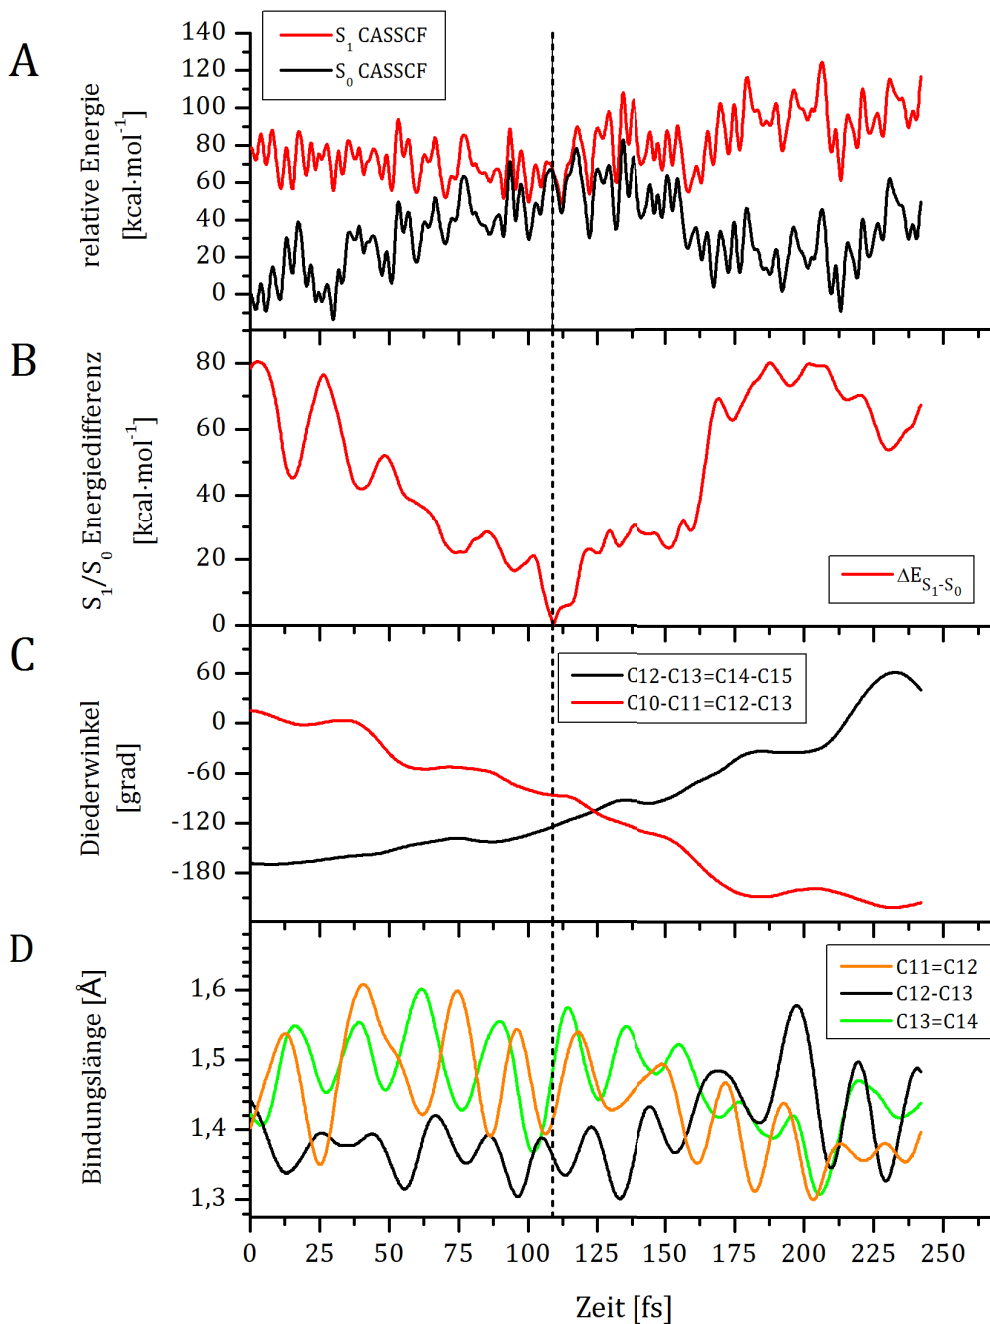 A
relative Energie
[kcal·mol-1]
140
120
100
80
60
40
20
0
S1 CASSCF
S0 CASSCF
B
S1/S0 Energiedifferenz
[kcal·mol-1]
80
60
40
20
0
ΔES1-S0
C
Diederwinkel
[grad]
60
0
-60
-120
-180
C12-C13=C14-C15
C10-C11=C12-C13
D
Bindungslänge [Å]
1,6
1,5
1,4
1,3
C11=C12
C12-C13
C13=C14
0 25 50 75 100 125 150 175 200 225 250
Zeit [fs]